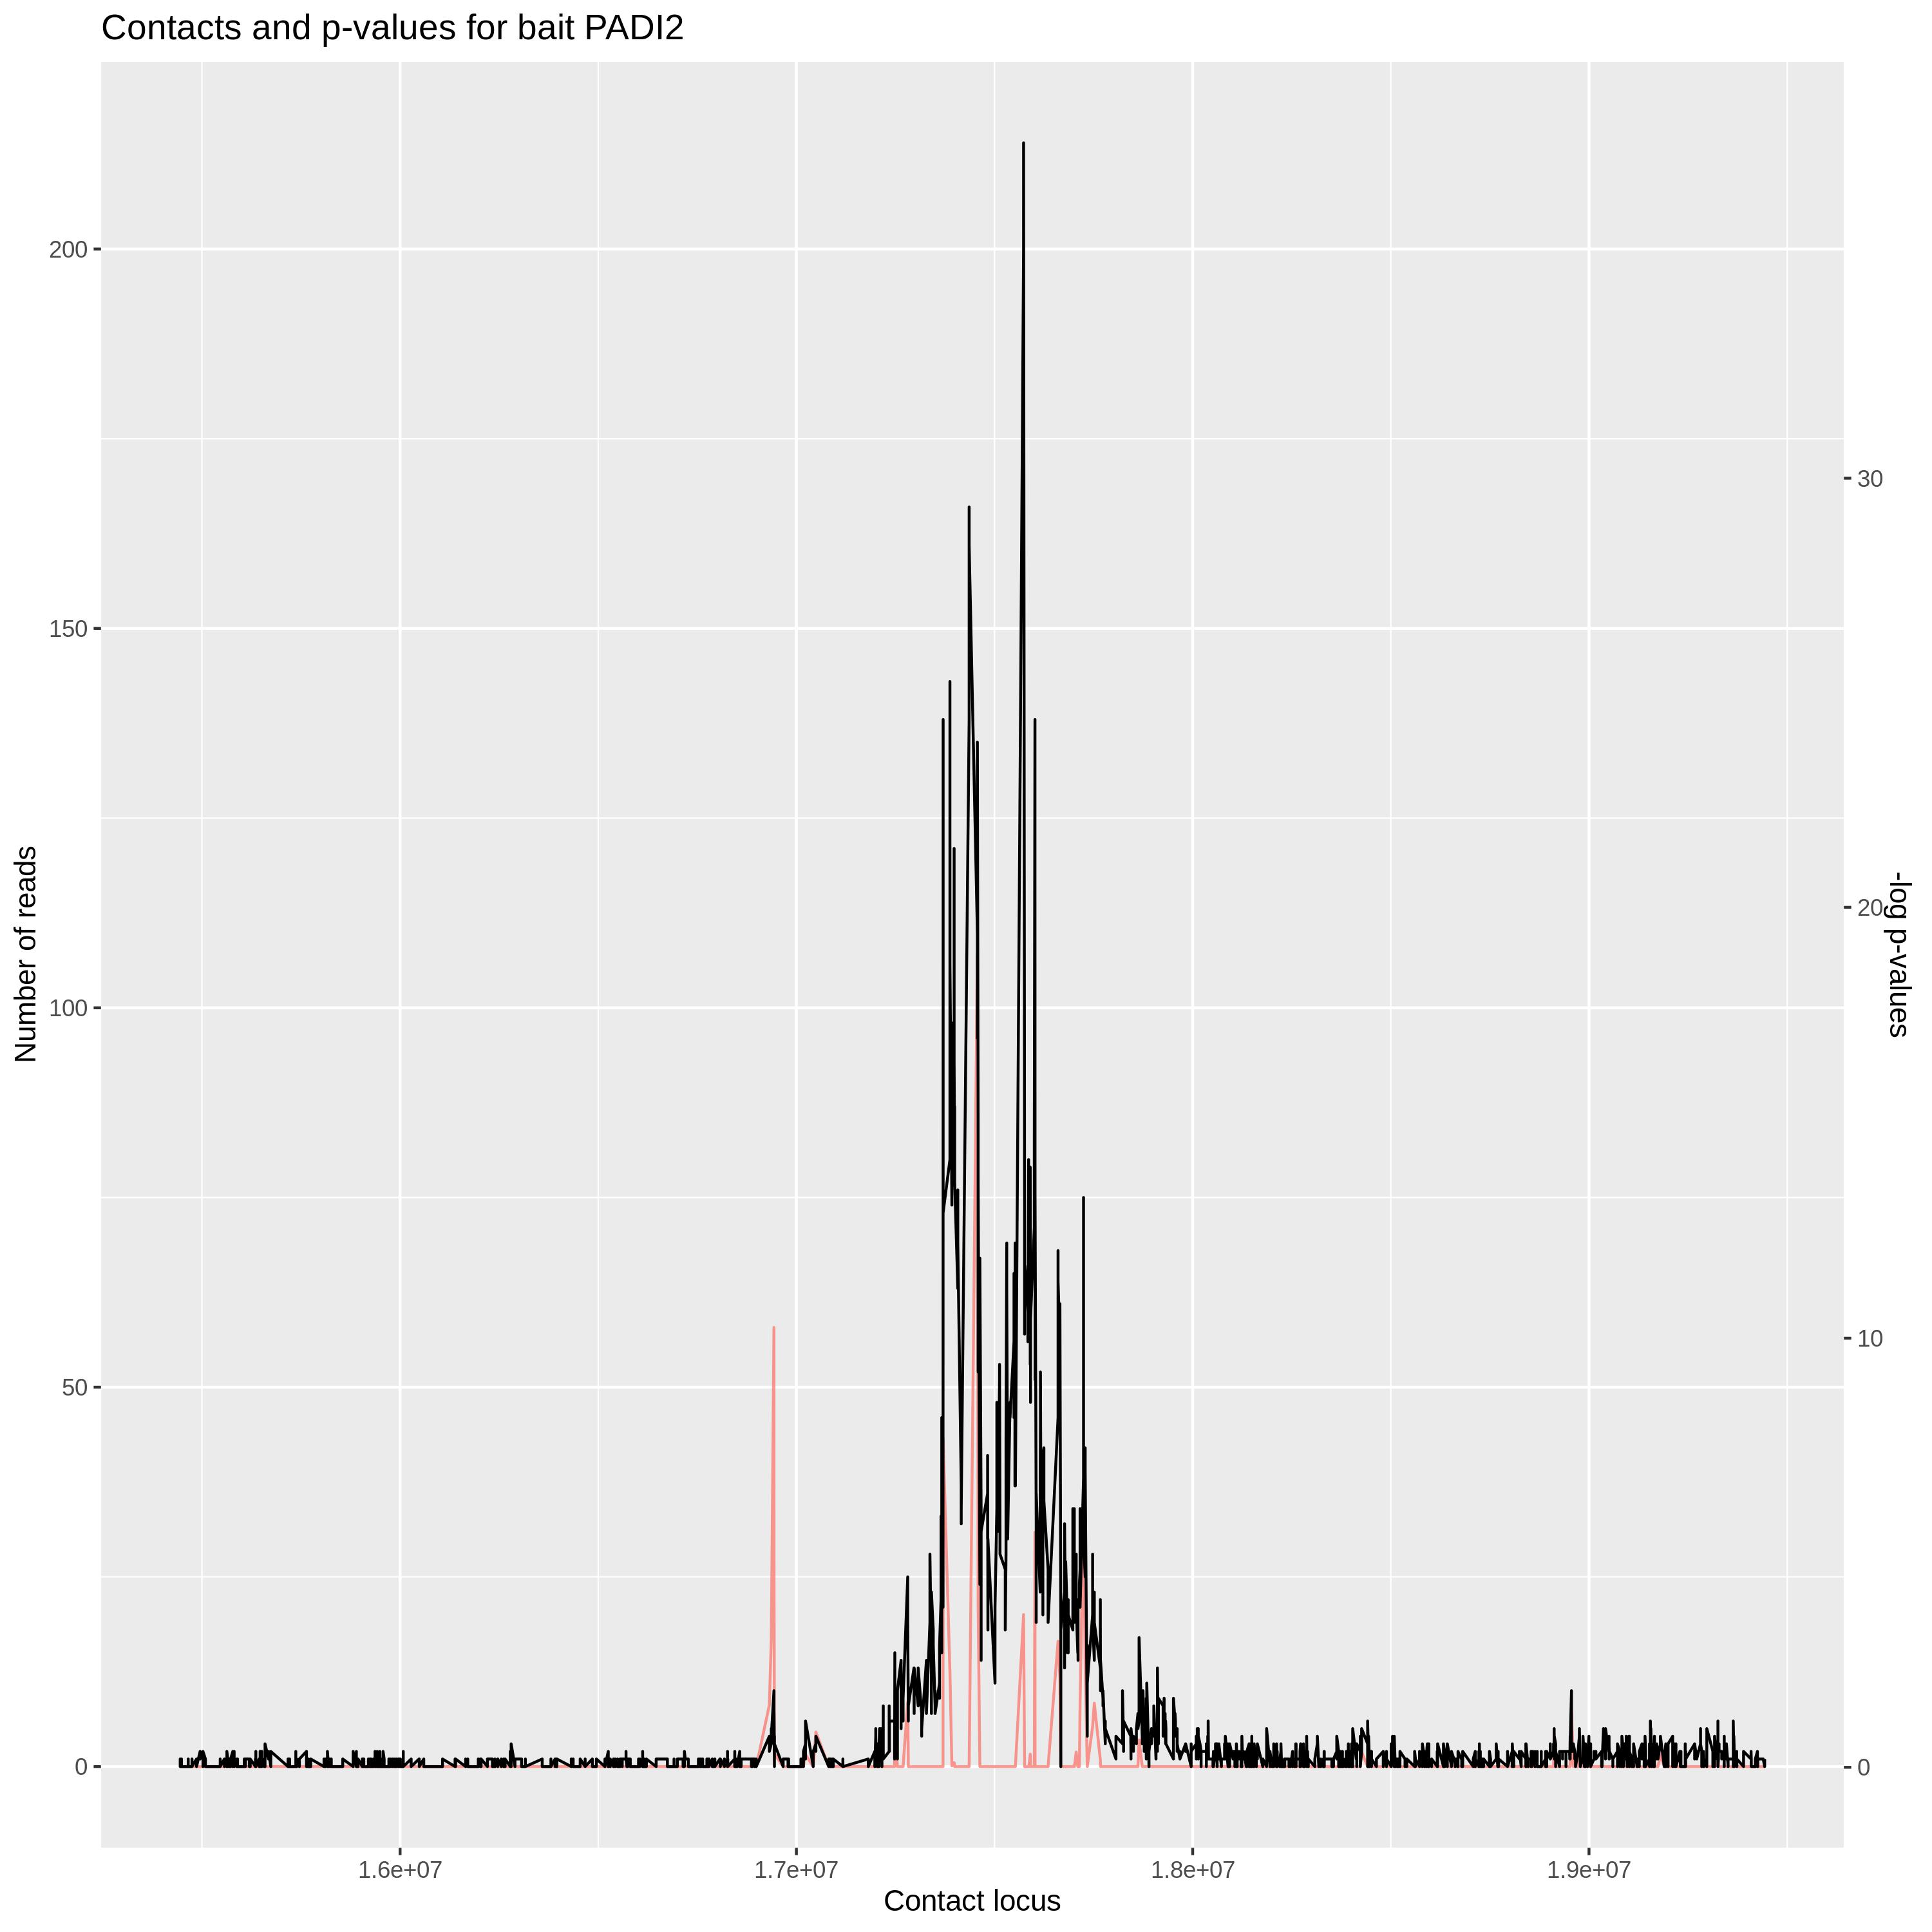 Contacts and p-values for bait PADI2
200
150
100
50
0
Number of reads
30
20
10
0
-log p-values
1.6e+07
1.7e+07
1.8e+07
1.9e+07
Contact locus